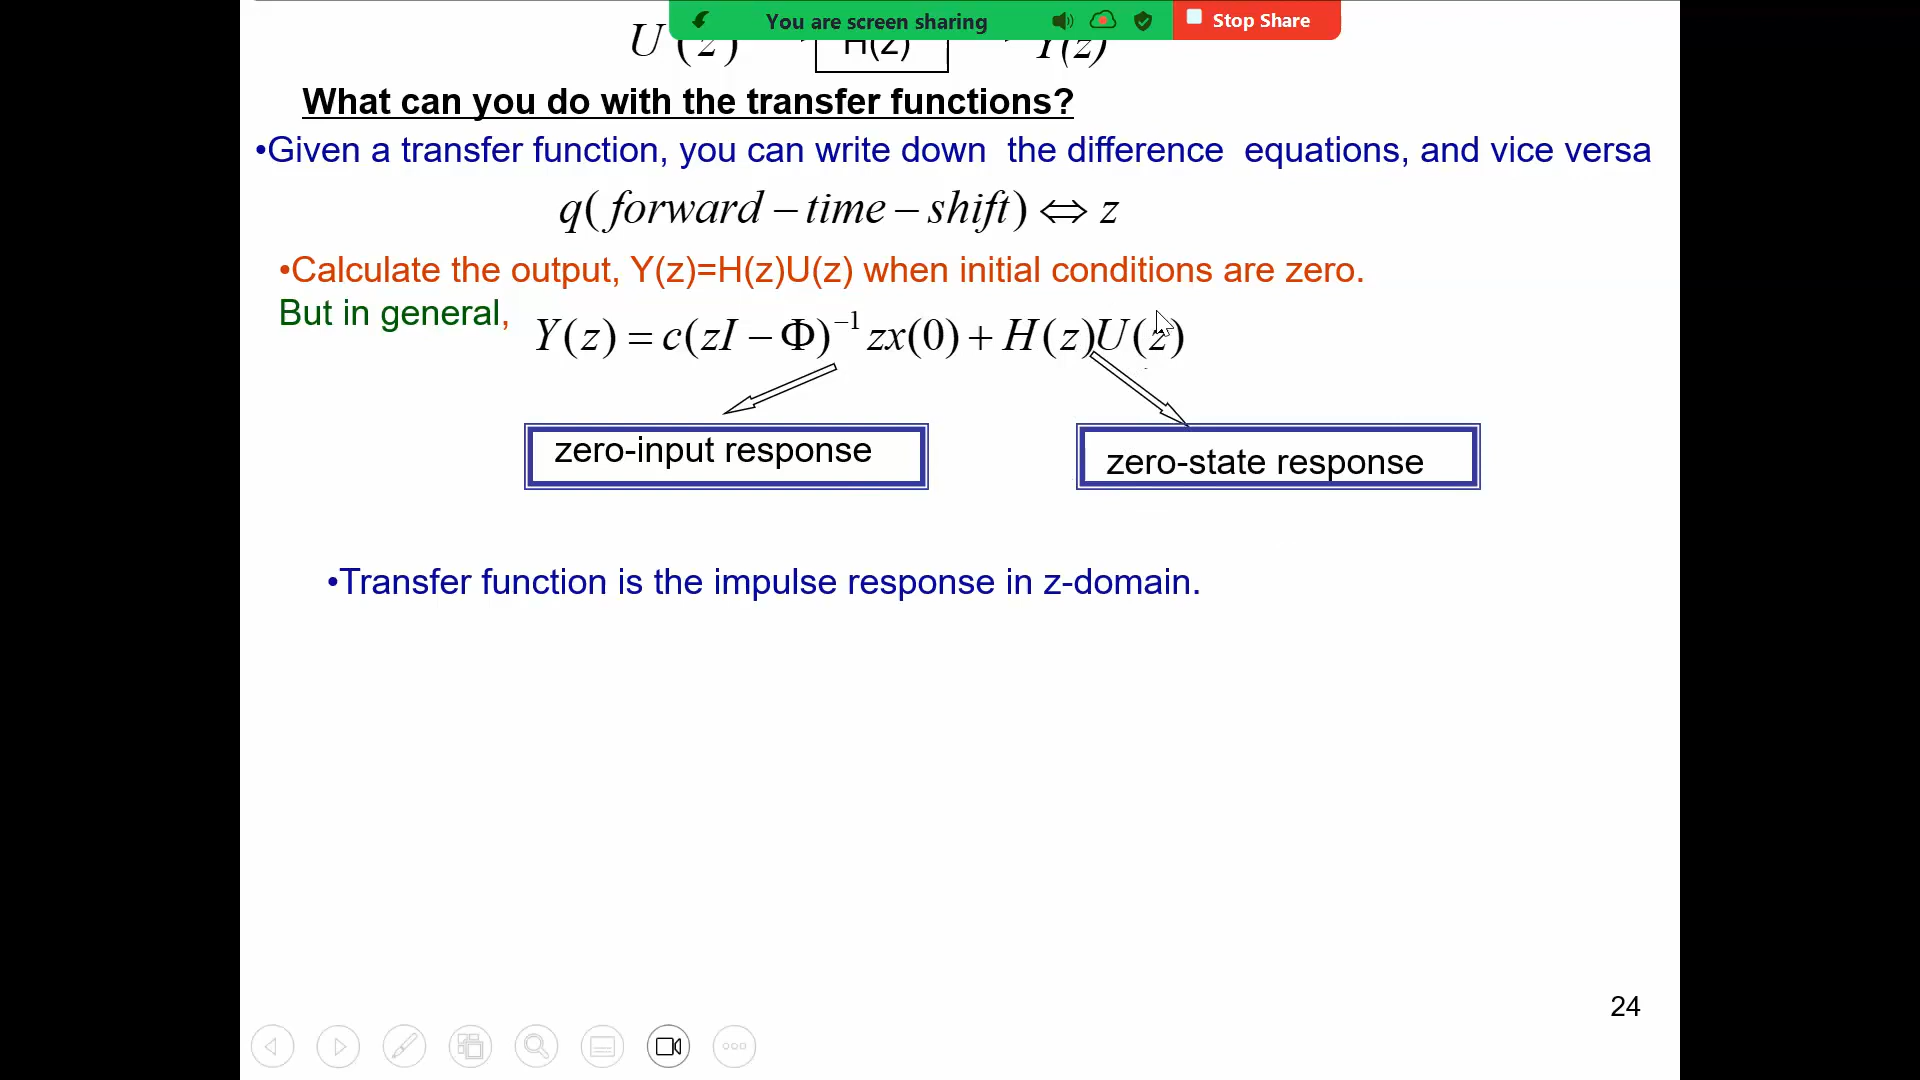 You are screen sharing Stop Share
U(z) H(z) Y(z)
What can you do with the transfer functions?
•Given a transfer function, you can write down the difference equations, and vice versa
q(forward − time − shift) ⇔ z
•Calculate the output, Y(z)=H(z)U(z) when initial conditions are zero.
But in general,
Y(z) = c(zI − Φ)⁻¹ zx(0) + H(z)U(z)
zero-input response
zero-state response
•Transfer function is the impulse response in z-domain.
24